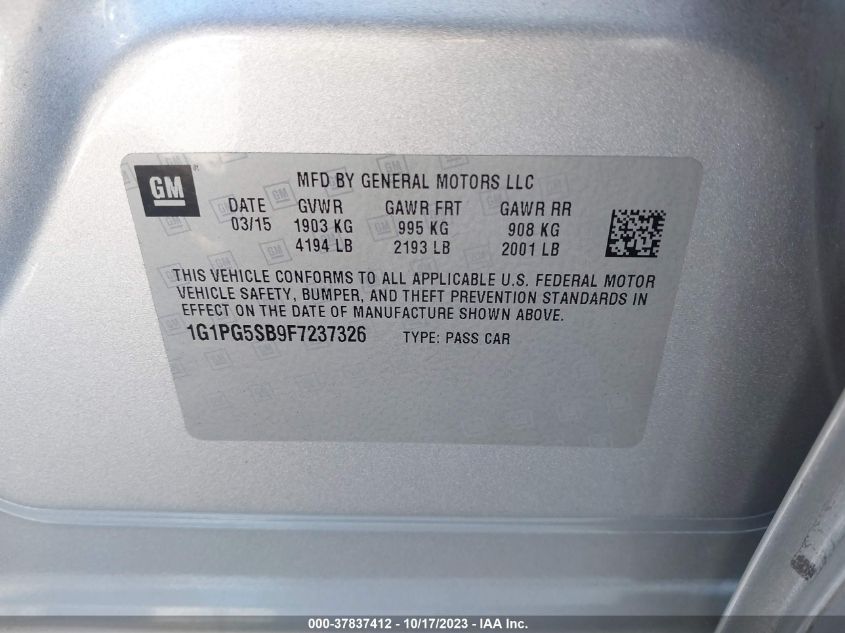 GM
MFD BY GENERAL MOTORS LLC
DATE GVWR GAWR FRT GAWR RR
03/15 1903 KG 995 KG 908 KG
4194 LB 2193 LB 2001 LB
THIS VEHICLE CONFORMS TO ALL APPLICABLE U.S. FEDERAL MOTOR
VEHICLE SAFETY, BUMPER, AND THEFT PREVENTION STANDARDS IN
EFFECT ON THE DATE OF MANUFACTURE SHOWN ABOVE.
1G1PG5SB9F7237326 TYPE: PASS CAR
000-37837412 - 10/17/2023 - IAA Inc.